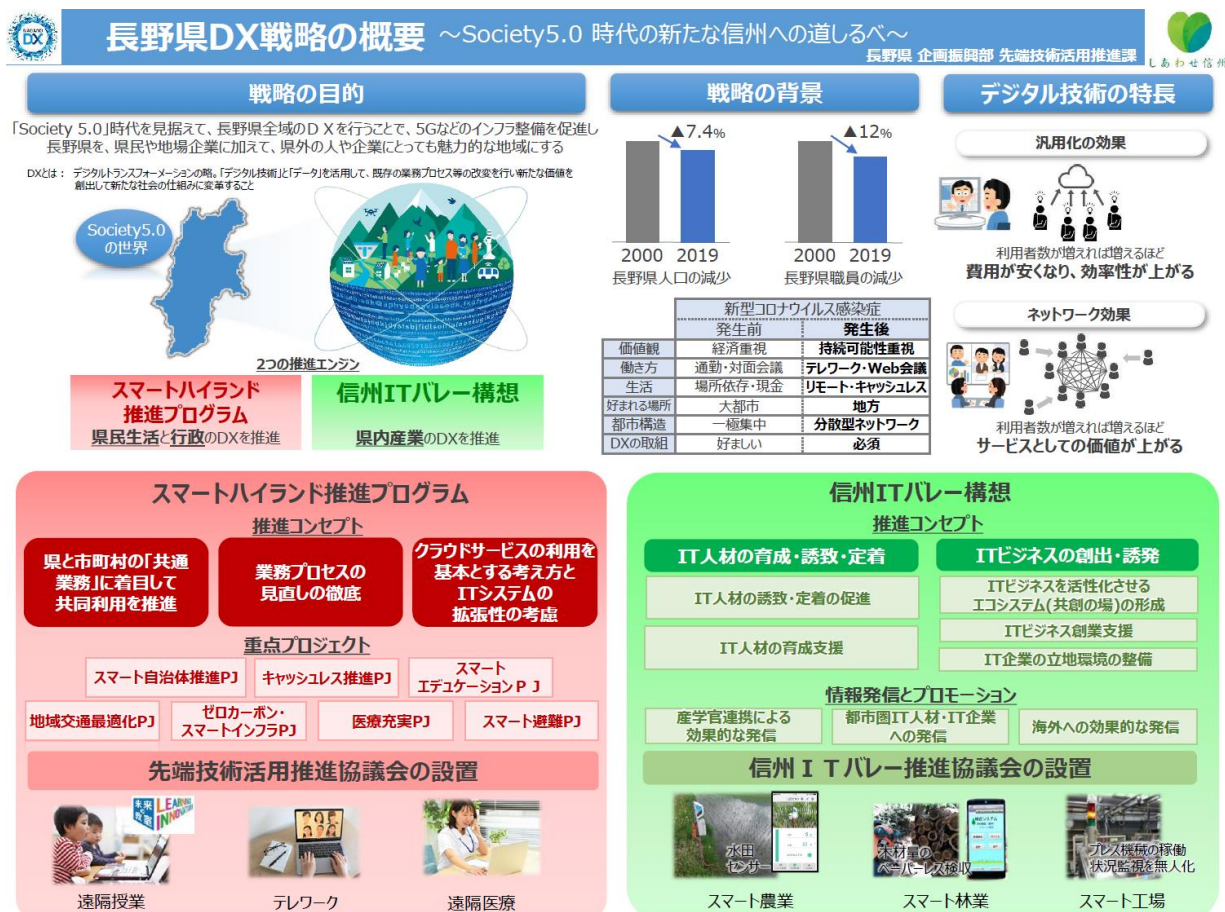 NAGANO
DX
長野県DX戦略の概要 ～Society5.0 時代の新たな信州への道しるべ～
長野県 企画振興部 先端技術活用推進課
しあわせ信州
戦略の目的
「Society 5.0」時代を見据えて、長野県全域のＤＸを行うことで、5Gなどのインフラ整備を促進し
長野県を、県民や地場企業に加えて、県外の人や企業にとっても魅力的な地域にする
DXとは： デジタルトランスフォーメーションの略。「デジタル技術」と「データ」を活用して、既存の業務プロセス等の改変を行い新たな価値を
創出して新たな社会の仕組みに変革すること
Society5.0
の世界
2つの推進エンジン
スマートハイランド
推進プログラム
県民生活と行政のDXを推進
信州ITバレー構想
県内産業のDXを推進
戦略の背景
▲7.4%
2000 2019
長野県人口の減少
▲12%
2000 2019
長野県職員の減少
新型コロナウイルス感染症
発生前 発生後
価値観 経済重視 持続可能性重視
働き方 通勤・対面会議 テレワーク・Web会議
生活 場所依存・現金 リモート・キャッシュレス
好まれる場所 大都市 地方
都市構造 一極集中 分散型ネットワーク
DXの取組 好ましい 必須
デジタル技術の特長
汎用化の効果
利用者数が増えれば増えるほど
費用が安くなり、効率性が上がる
ネットワーク効果
利用者数が増えれば増えるほど
サービスとしての価値が上がる
スマートハイランド推進プログラム
推進コンセプト
県と市町村の「共通
業務」に着目して
共同利用を推進
業務プロセスの
見直しの徹底
クラウドサービスの利用を
基本とする考え方と
ITシステムの
拡張性の考慮
重点プロジェクト
スマート自治体推進PJ
キャッシュレス推進PJ
スマート
エデュケーションＰＪ
地域交通最適化PJ
ゼロカーボン・
スマートインフラPJ
医療充実PJ
スマート避難PJ
先端技術活用推進協議会の設置
未来の教室
LEARNING
INNOVATION
遠隔授業
テレワーク
遠隔医療
信州ITバレー構想
推進コンセプト
IT人材の育成・誘致・定着
IT人材の誘致・定着の促進
IT人材の育成支援
ITビジネスの創出・誘発
ITビジネスを活性化させる
エコシステム(共創の場)の形成
ITビジネス創業支援
IT企業の立地環境の整備
情報発信とプロモーション
産学官連携による
効果的な発信
都市圏IT人材・IT企業
への発信
海外への効果的な発信
信州ＩＴバレー推進協議会の設置
水田
センサー
木材量の
ペーパーレス検収
プレス機械の稼働
状況監視を無人化
スマート農業
スマート林業
スマート工場